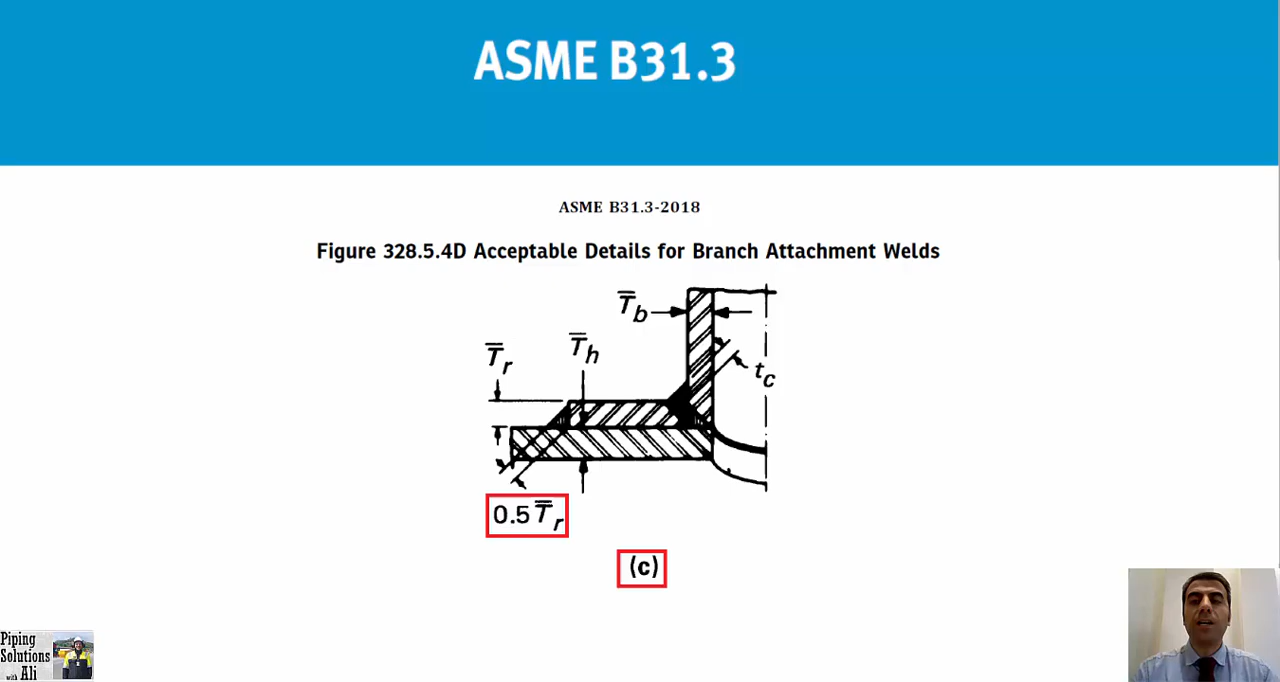 ASME B31.3
ASME B31.3-2018
Figure 328.5.4D Acceptable Details for Branch Attachment Welds
T̅b
T̅h
T̅r
tc
0.5 T̅r
(c)
Piping
Solutions
with Ali